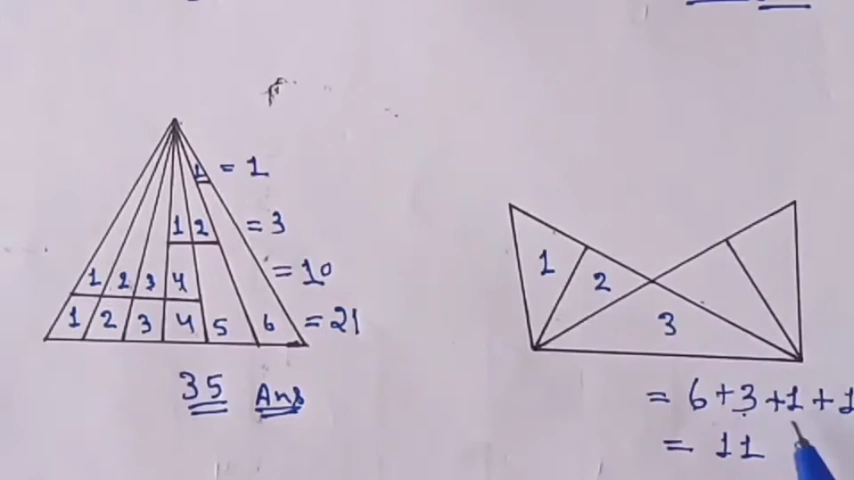 1 = 1
1 2 = 3
1 2 3 4 = 10
1 2 3 4 5 6 = 21
35 Ans
1 2
3
= 6+3+1+1
= 11